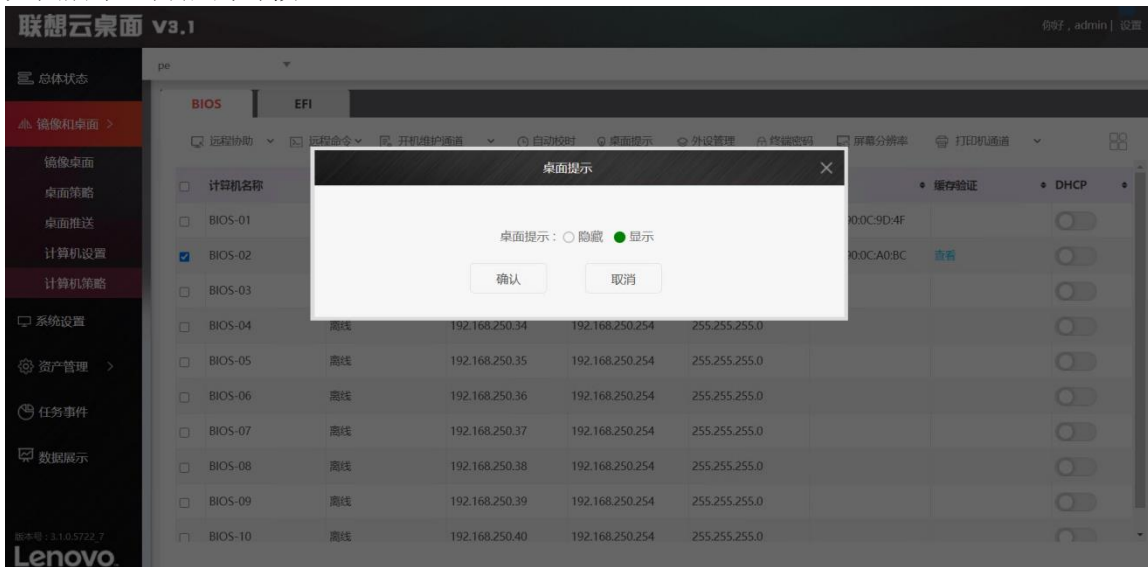 联想云桌面 V3.1
你好，admin | 设置
总体状态
镜像和桌面 >
镜像桌面
桌面策略
桌面推送
计算机设置
计算机策略
系统设置
资产管理 >
任务事件
数据展示
版本号：3.1.0.5722_7
Lenovo
pe
BIOS EFI
远程协助 远程命令 开机维护通道 自动校时 桌面提示 外设管理 终端密码 屏幕分辨率 打印机通道
计算机名称 缓存验证 DHCP
桌面提示
桌面提示：隐藏 显示
确认 取消
BIOS-01 90:0C:9D:4F
BIOS-02 90:0C:A0:BC 查看
BIOS-03
BIOS-04 离线 192.168.250.34 192.168.250.254 255.255.255.0
BIOS-05 离线 192.168.250.35 192.168.250.254 255.255.255.0
BIOS-06 离线 192.168.250.36 192.168.250.254 255.255.255.0
BIOS-07 离线 192.168.250.37 192.168.250.254 255.255.255.0
BIOS-08 离线 192.168.250.38 192.168.250.254 255.255.255.0
BIOS-09 离线 192.168.250.39 192.168.250.254 255.255.255.0
BIOS-10 离线 192.168.250.40 192.168.250.254 255.255.255.0